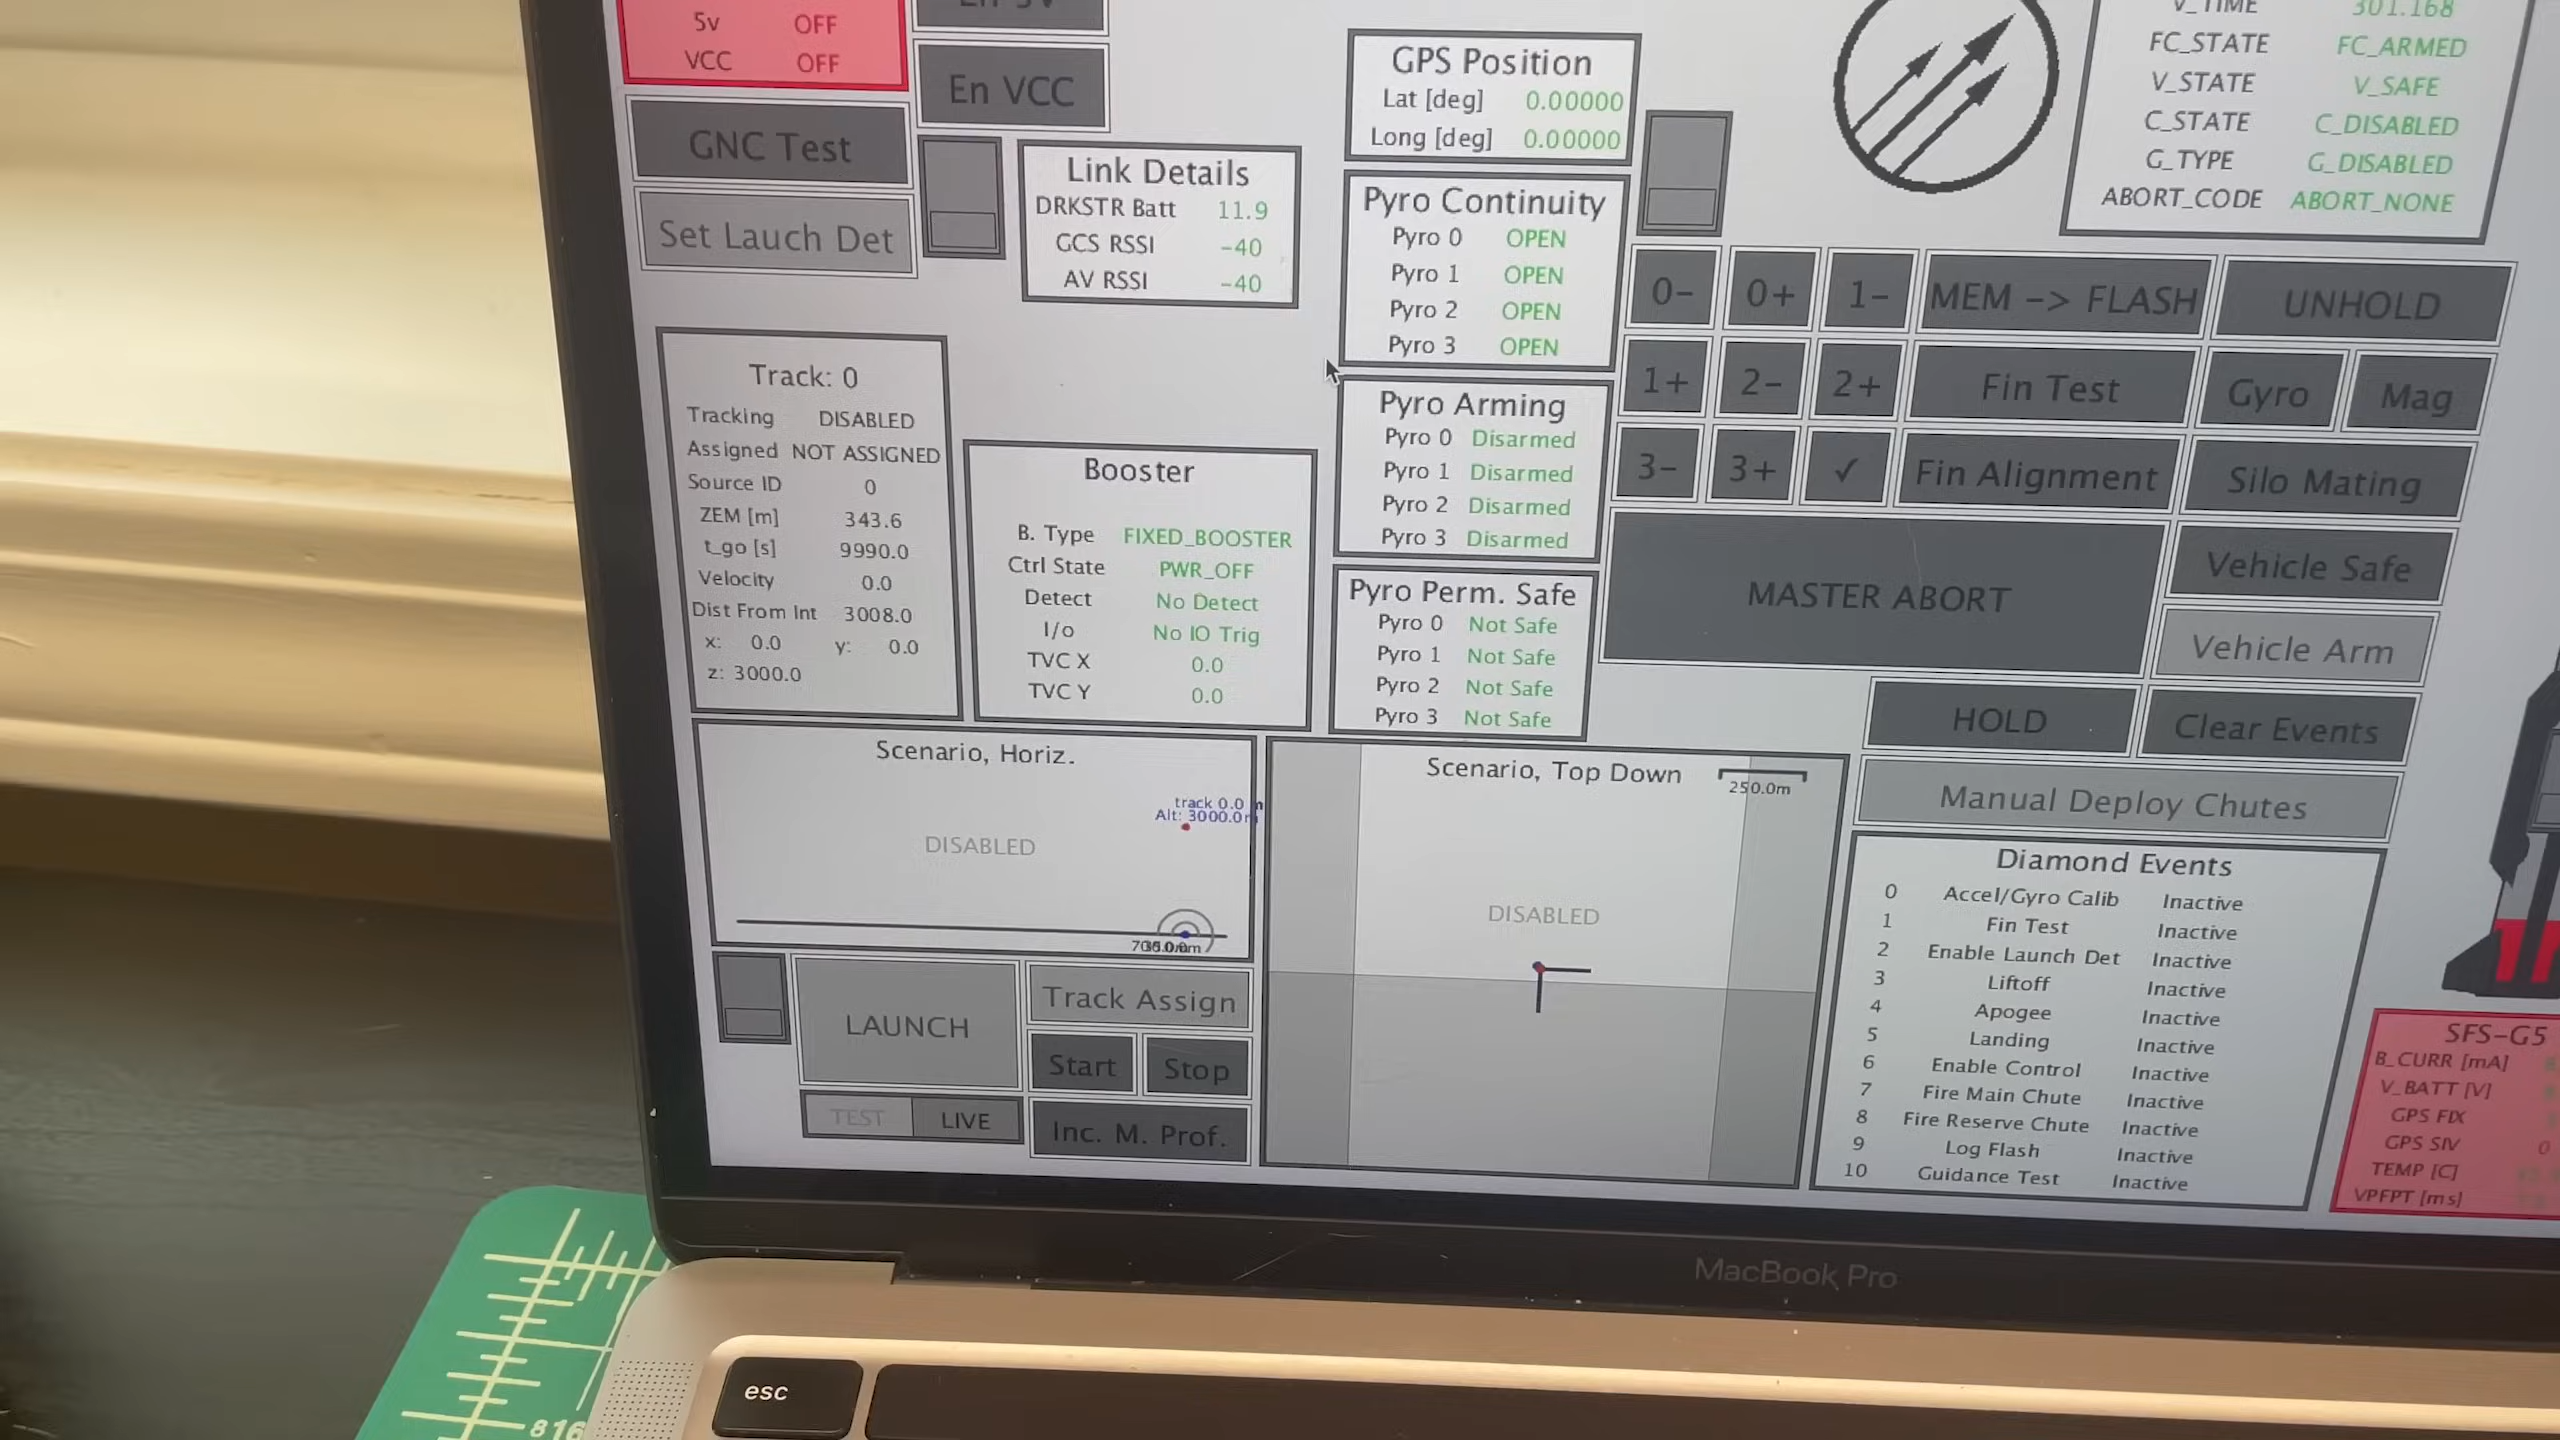 5v OFF
VCC OFF
En 5V
En VCC
GNC Test
Set Lauch Det
Link Details
DRKSTR Batt 11.9
GCS RSSI -40
AV RSSI -40
GPS Position
Lat [deg] 0.00000
Long [deg] 0.00000
Pyro Continuity
Pyro 0 OPEN
Pyro 1 OPEN
Pyro 2 OPEN
Pyro 3 OPEN
Pyro Arming
Pyro 0 Disarmed
Pyro 1 Disarmed
Pyro 2 Disarmed
Pyro 3 Disarmed
Pyro Perm. Safe
Pyro 0 Not Safe
Pyro 1 Not Safe
Pyro 2 Not Safe
Pyro 3 Not Safe
V_TIME 301.168
FC_STATE FC_ARMED
V_STATE V_SAFE
C_STATE C_DISABLED
G_TYPE G_DISABLED
ABORT_CODE ABORT_NONE
0- 0+ 1- MEM -> FLASH UNHOLD
1+ 2- 2+ Fin Test Gyro Mag
3- 3+ ✓ Fin Alignment Silo Mating
MASTER ABORT
Vehicle Safe
Vehicle Arm
HOLD Clear Events
Manual Deploy Chutes
Track: 0
Tracking DISABLED
Assigned NOT ASSIGNED
Source ID 0
ZEM [m] 343.6
t_go [s] 9990.0
Velocity 0.0
Dist From Int 3008.0
x: 0.0 y: 0.0
z: 3000.0
Booster
B. Type FIXED_BOOSTER
Ctrl State PWR_OFF
Detect No Detect
I/o No IO Trig
TVC X 0.0
TVC Y 0.0
Scenario, Horiz.
track 0.0 m
Alt: 3000.0m
DISABLED
Scenario, Top Down
250.0m
DISABLED
LAUNCH
Track Assign
Start Stop
TEST LIVE
Inc. M. Prof.
Diamond Events
0 Accel/Gyro Calib Inactive
1 Fin Test Inactive
2 Enable Launch Det Inactive
3 Liftoff Inactive
4 Apogee Inactive
5 Landing Inactive
6 Enable Control Inactive
7 Fire Main Chute Inactive
8 Fire Reserve Chute Inactive
9 Log Flash Inactive
10 Guidance Test Inactive
SFS-G5
B_CURR [mA]
V_BATT [V]
GPS FIX
GPS SIV 0
TEMP [C]
VPFPT [ms]
MacBook Pro
esc
816